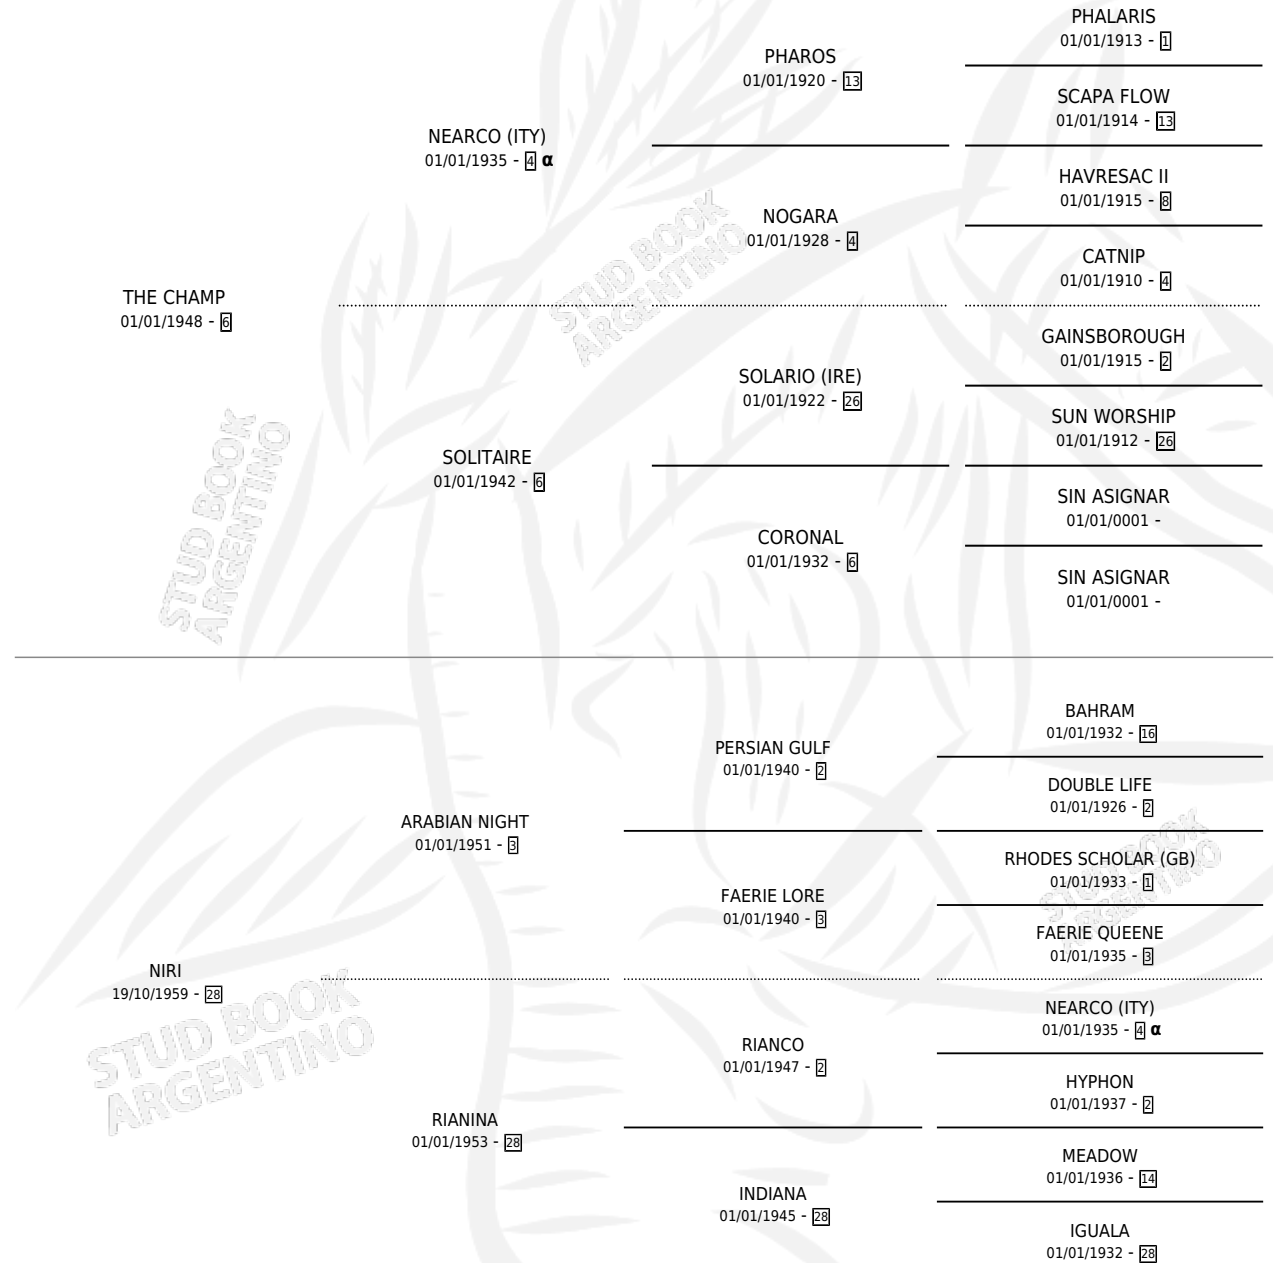 PHALARIS
01/01/1913 - 1
PHAROS
01/01/1920 - 13
SCAPA FLOW
01/01/1914 - 13
NEARCO (ITY)
01/01/1935 - 4 α
HAVRESAC II
01/01/1915 - 8
NOGARA
01/01/1928 - 4
CATNIP
01/01/1910 - 4
THE CHAMP
01/01/1948 - 6
GAINSBOROUGH
01/01/1915 - 2
SOLARIO (IRE)
01/01/1922 - 26
SUN WORSHIP
01/01/1912 - 26
SOLITAIRE
01/01/1942 - 6
SIN ASIGNAR
01/01/0001 -
CORONAL
01/01/1932 - 6
SIN ASIGNAR
01/01/0001 -
BAHRAM
01/01/1932 - 16
PERSIAN GULF
01/01/1940 - 2
DOUBLE LIFE
01/01/1926 - 2
ARABIAN NIGHT
01/01/1951 - 3
RHODES SCHOLAR (GB)
01/01/1933 - 1
FAERIE LORE
01/01/1940 - 3
FAERIE QUEENE
01/01/1935 - 3
NIRI
19/10/1959 - 28
NEARCO (ITY)
01/01/1935 - 4 α
RIANCO
01/01/1947 - 2
HYPHON
01/01/1937 - 2
RIANINA
01/01/1953 - 28
MEADOW
01/01/1936 - 14
INDIANA
01/01/1945 - 28
IGUALA
01/01/1932 - 28
STUD BOOK
ARGENTINO
STUD BOOK
ARGENTINO
STUD BOOK
ARGENTINO
STUD BOOK
ARGENTINO